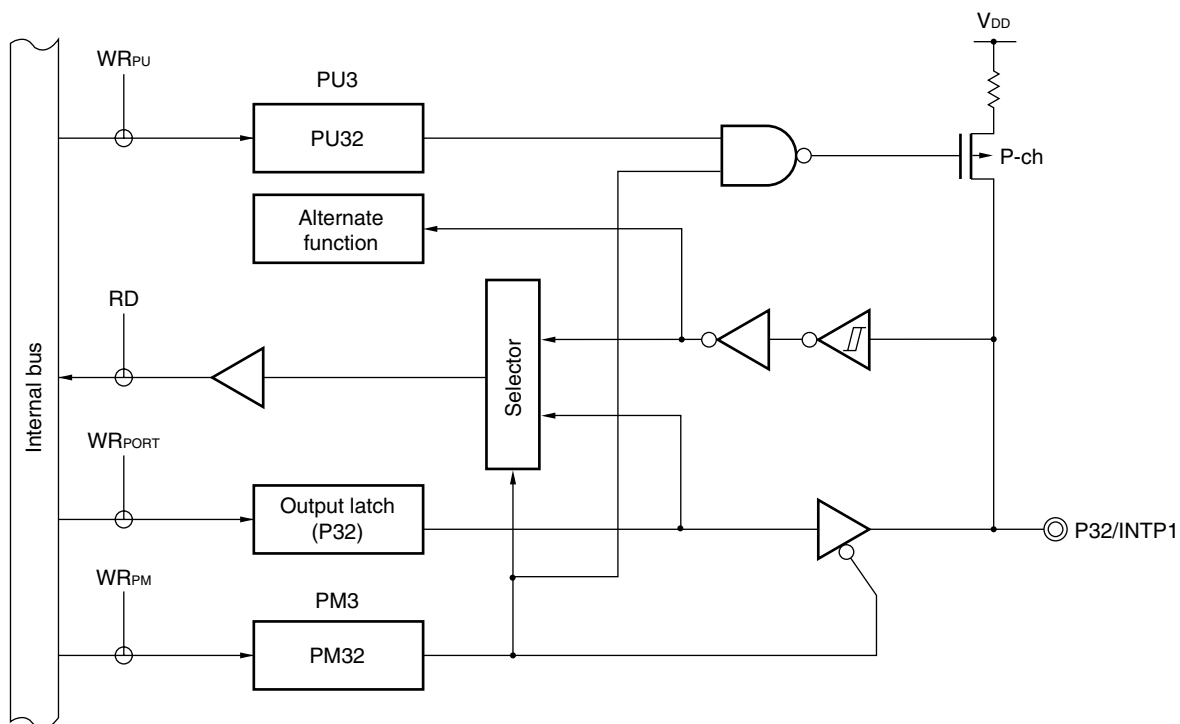 VDD
WRPU
PU3
PU32
P-ch
Alternate
function
RD
Selector
Internal bus
WRPORT
Output latch
(P32)
P32/INTP1
WRPM
PM3
PM32